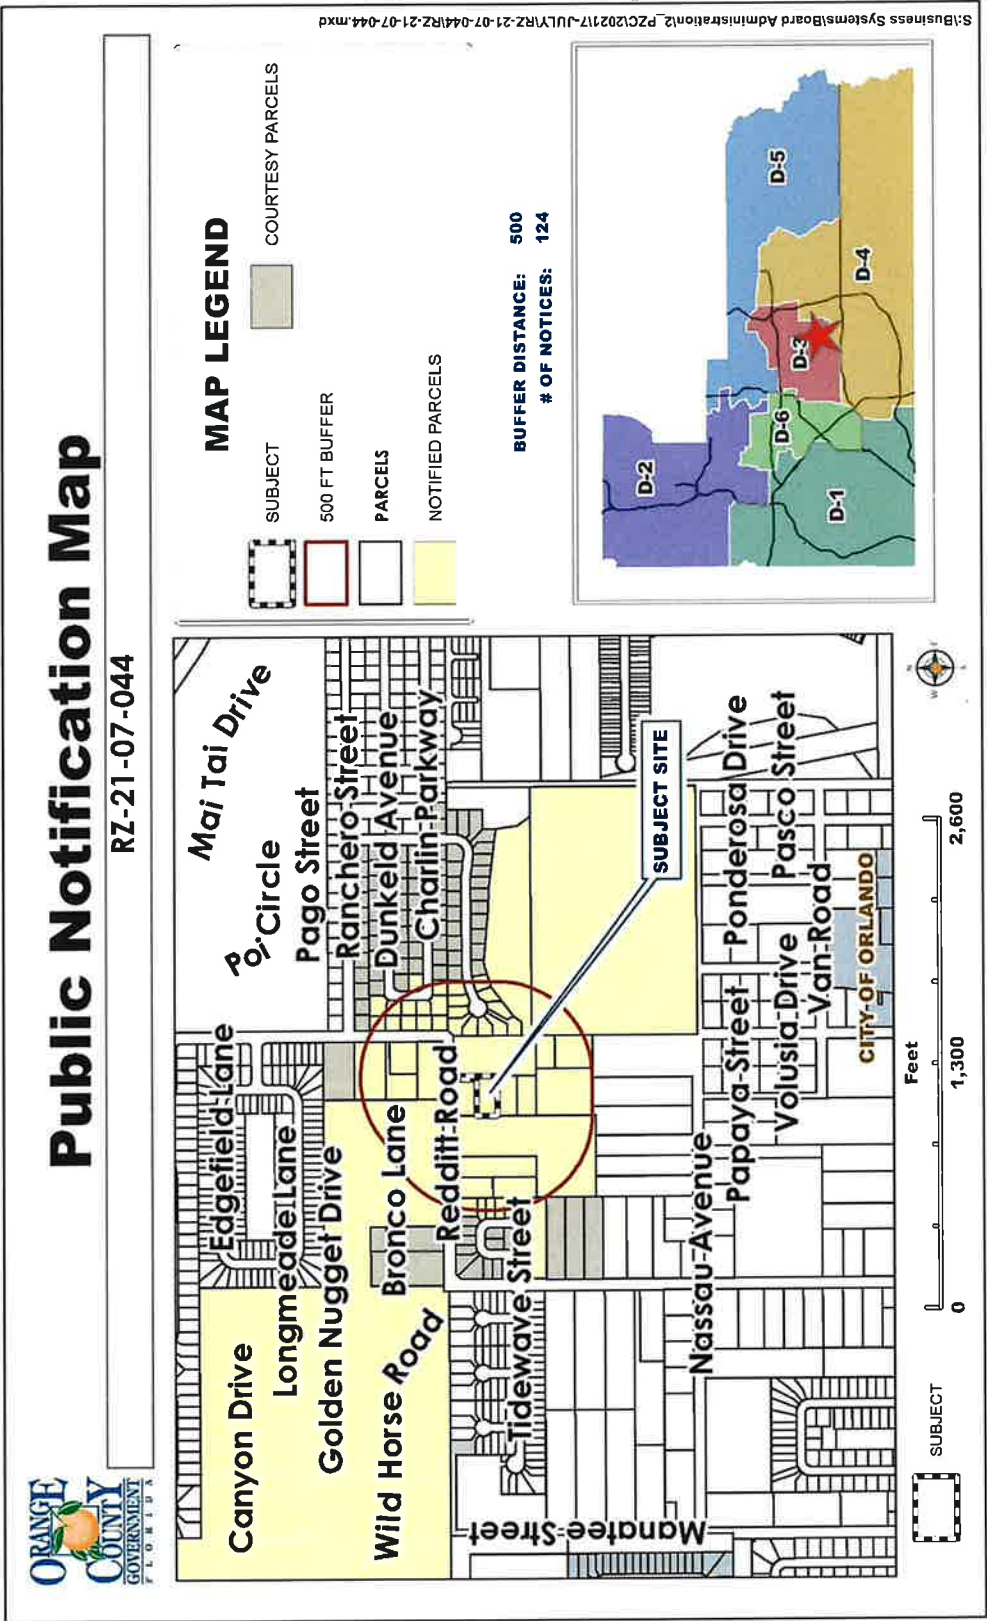 ORANGE
COUNTY
GOVERNMENT
FLORIDA
Public Notification Map
RZ-21-07-044
Canyon Drive
Edgefield-Lane
Longmeade Lane
Golden Nugget Drive
Wild Horse Road
Bronco Lane
Redditt-Road
Tidewave Street
Manatee-Street
Mai Tai Drive
Poi Circle
Pago Street
Ranchero-Street
Dunkeld-Avenue
Charlin-Parkway
SUBJECT SITE
Nassau-Avenue
Papaya-Street
Ponderosa Drive
Volusia Drive
Pasco Street
Van-Road
CITY OF ORLANDO
MAP LEGEND
SUBJECT
COURTESY PARCELS
500 FT BUFFER
PARCELS
NOTIFIED PARCELS
BUFFER DISTANCE: 500
# OF NOTICES: 124
D-2
D-5
D-3
D-6
D-4
D-1
SUBJECT
Feet
0 1,300 2,600
N
W
E
S
S:\Business Systems\Board Administration\2_PZC\2021\7-JULY\RZ-21-07-044\RZ-21-07-044.mxd